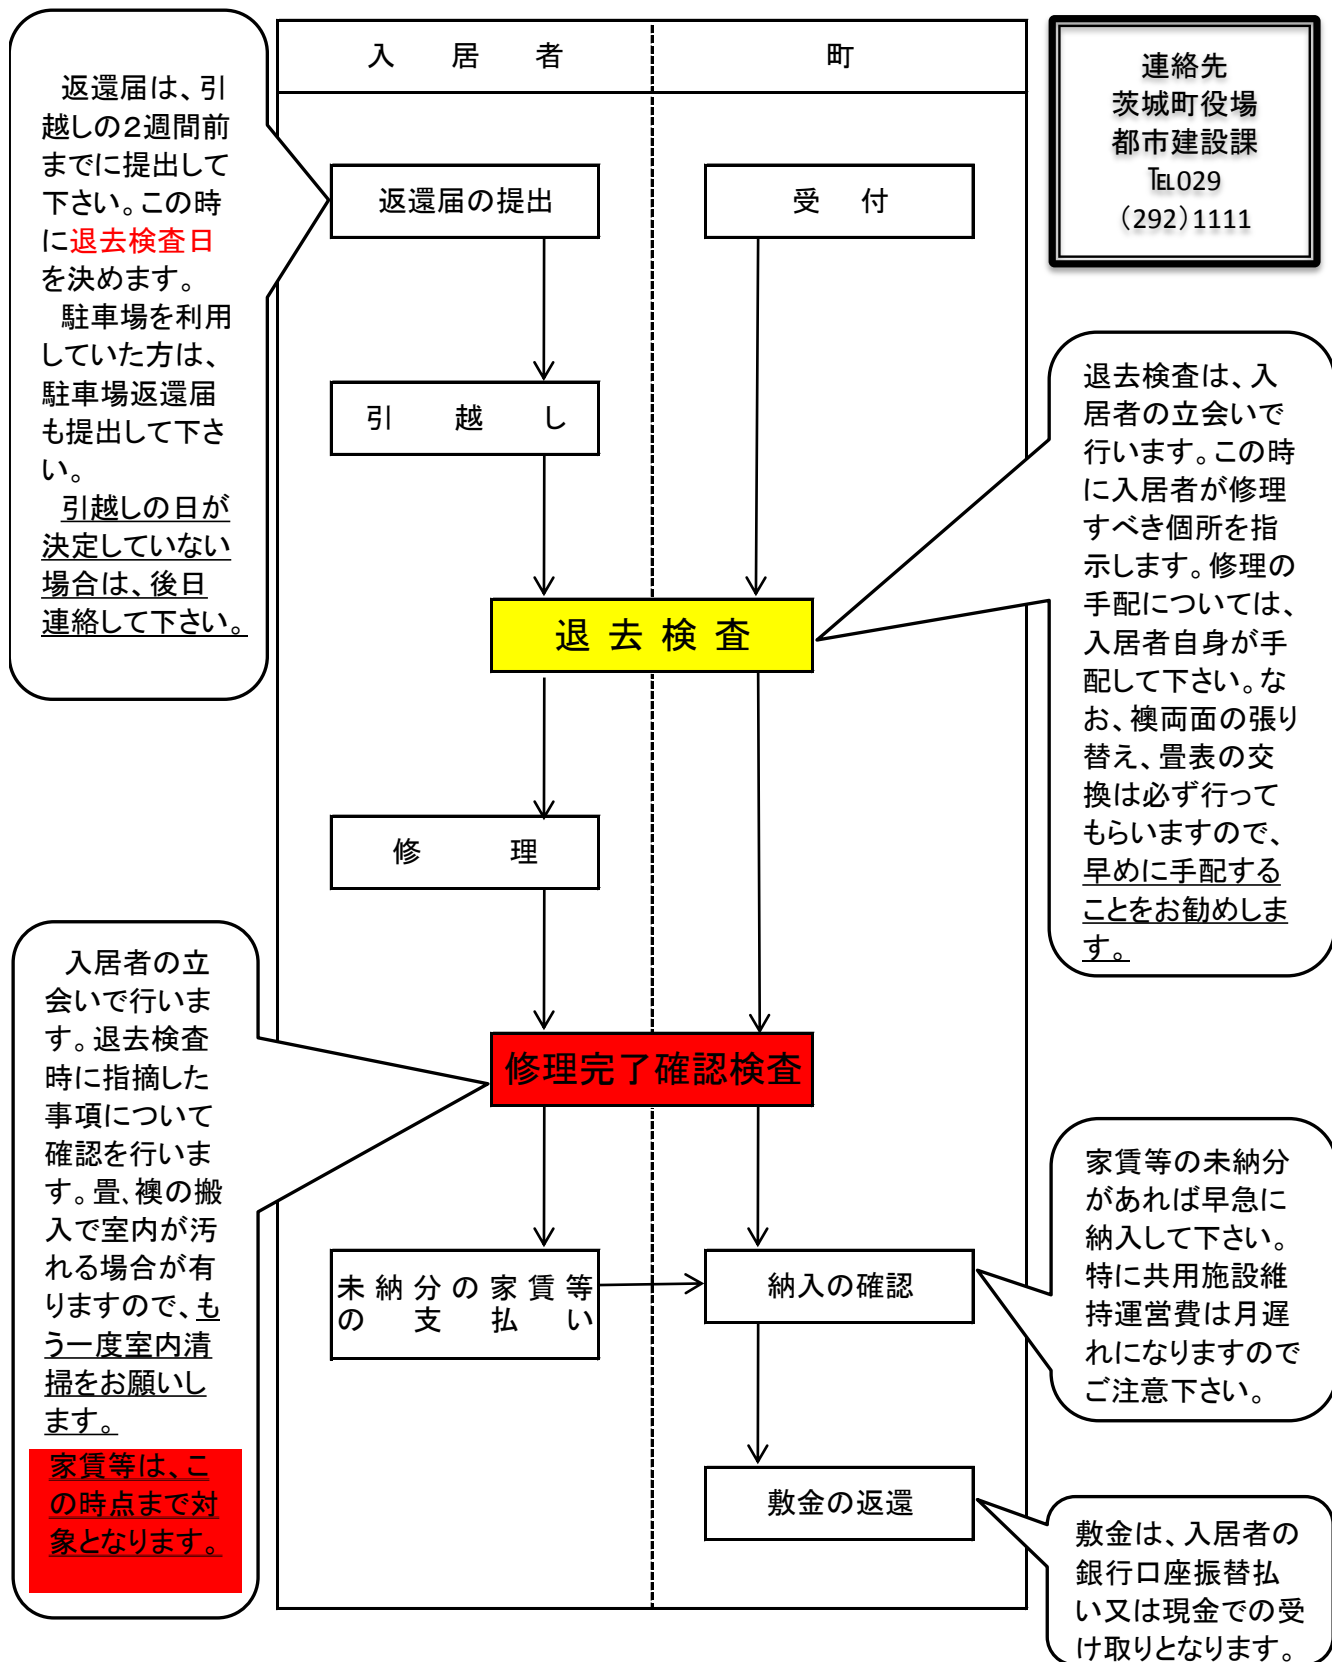 入　居　者
町
連絡先
茨城町役場
都市建設課
℡029
(292)1111
返還届は、引
越しの2週間前
までに提出して
下さい。この時
に退去検査日
を決めます。
駐車場を利用
していた方は、
駐車場返還届
も提出して下さ
い。
引越しの日が
決定していない
場合は、後日
連絡して下さい。
返還届の提出
受　付
引　越　し
退去検査は、入
居者の立会いで
行います。この時
に入居者が修理
すべき個所を指
示します。修理の
手配については、
入居者自身が手
配して下さい。な
お、襖両面の張り
替え、畳表の交
換は必ず行って
もらいますので、
早めに手配する
ことをお勧めしま
す。
退去検査
修　理
入居者の立
会いで行いま
す。退去検査
時に指摘した
事項について
確認を行いま
す。畳、襖の搬
入で室内が汚
れる場合が有
りますので、も
う一度室内清
掃をお願いし
ます。
家賃等は、こ
の時点まで対
象となります。
修理完了確認検査
未納分の家賃等
の支払い
納入の確認
家賃等の未納分
があれば早急に
納入して下さい。
特に共用施設維
持運営費は月遅
れになりますので
ご注意下さい。
敷金の返還
敷金は、入居者の
銀行口座振替払
い又は現金での受
け取りとなります。